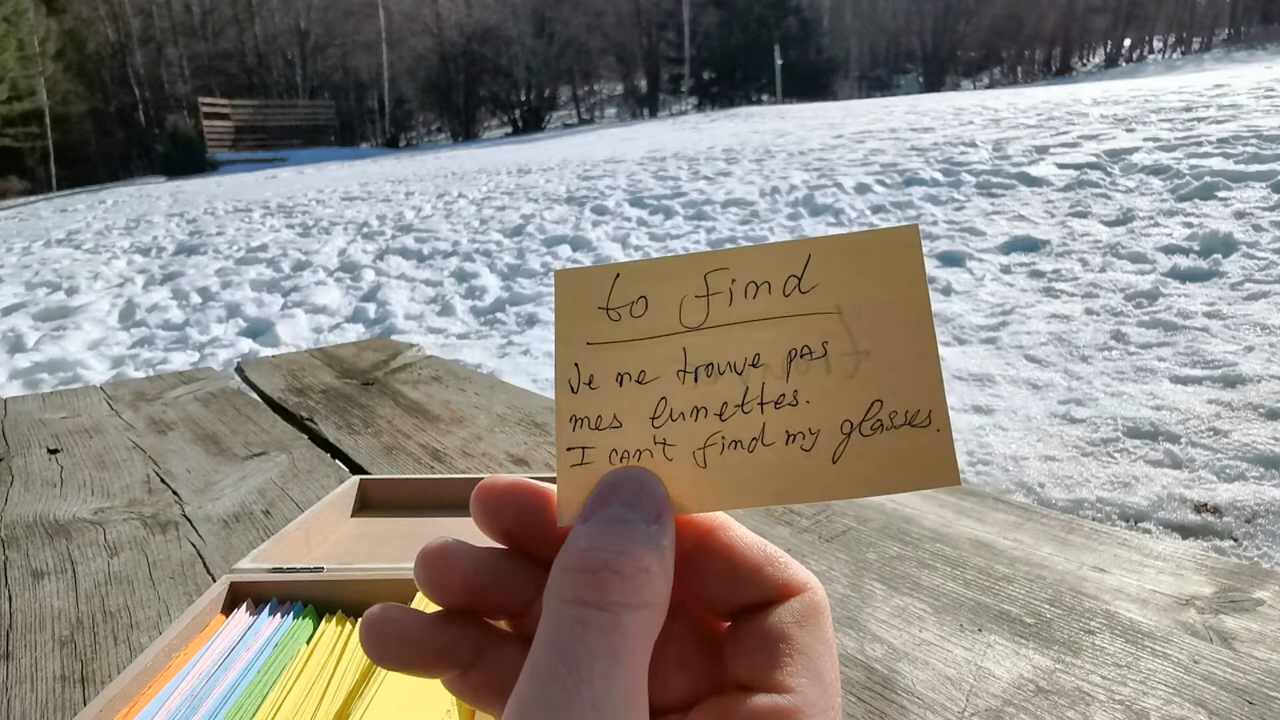 to find
Je ne trouve pas
mes lunettes.
I can't find my glasses.